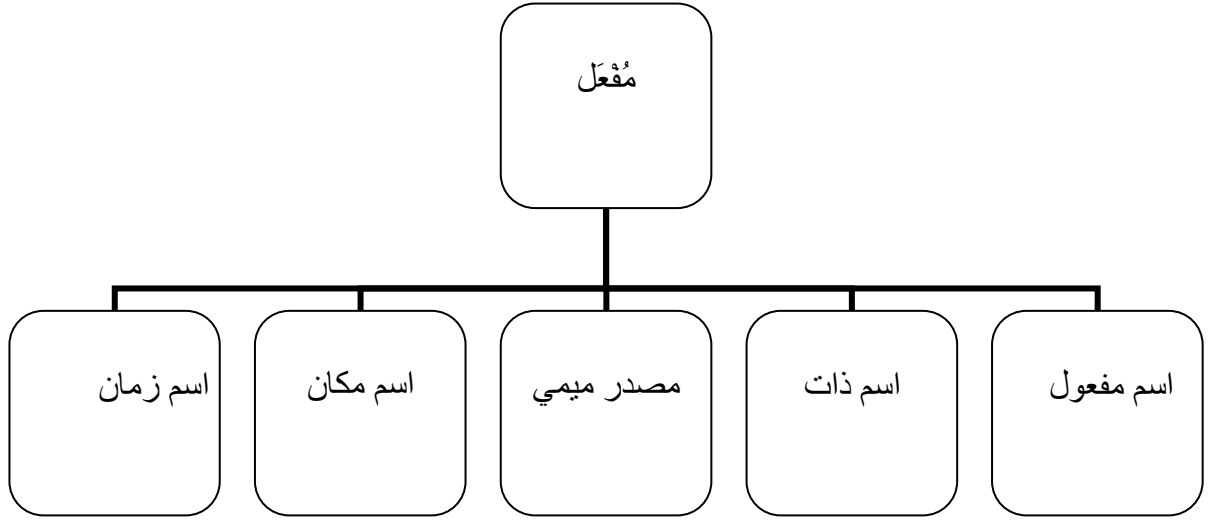 مُفْعَل
اسم مفعول
اسم ذات
مصدر ميمي
اسم مكان
اسم زمان